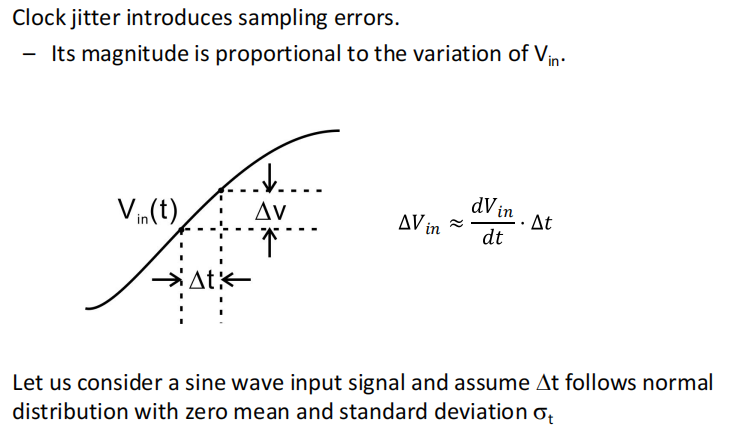 Clock jitter introduces sampling errors.
– Its magnitude is proportional to the variation of Vin.
Vin(t)
Δv
ΔVin ≈ dVin/dt · Δt
Δt
Let us consider a sine wave input signal and assume Δt follows normal
distribution with zero mean and standard deviation σt